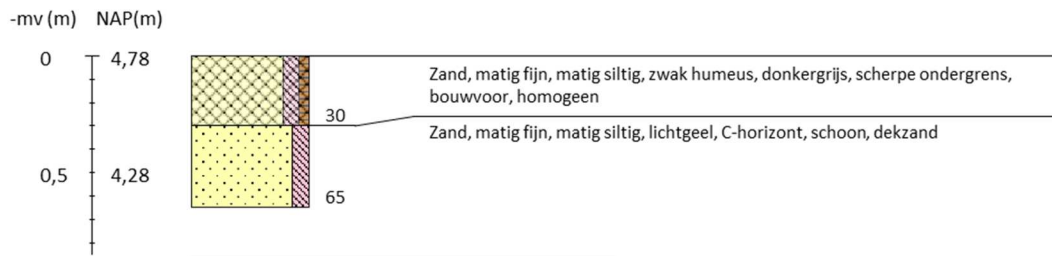 -mv (m) NAP(m)
0 4,78
Zand, matig fijn, matig siltig, zwak humeus, donkergrijs, scherpe ondergrens,
bouwvoor, homogeen
30
Zand, matig fijn, matig siltig, lichtgeel, C-horizont, schoon, dekzand
0,5 4,28
65